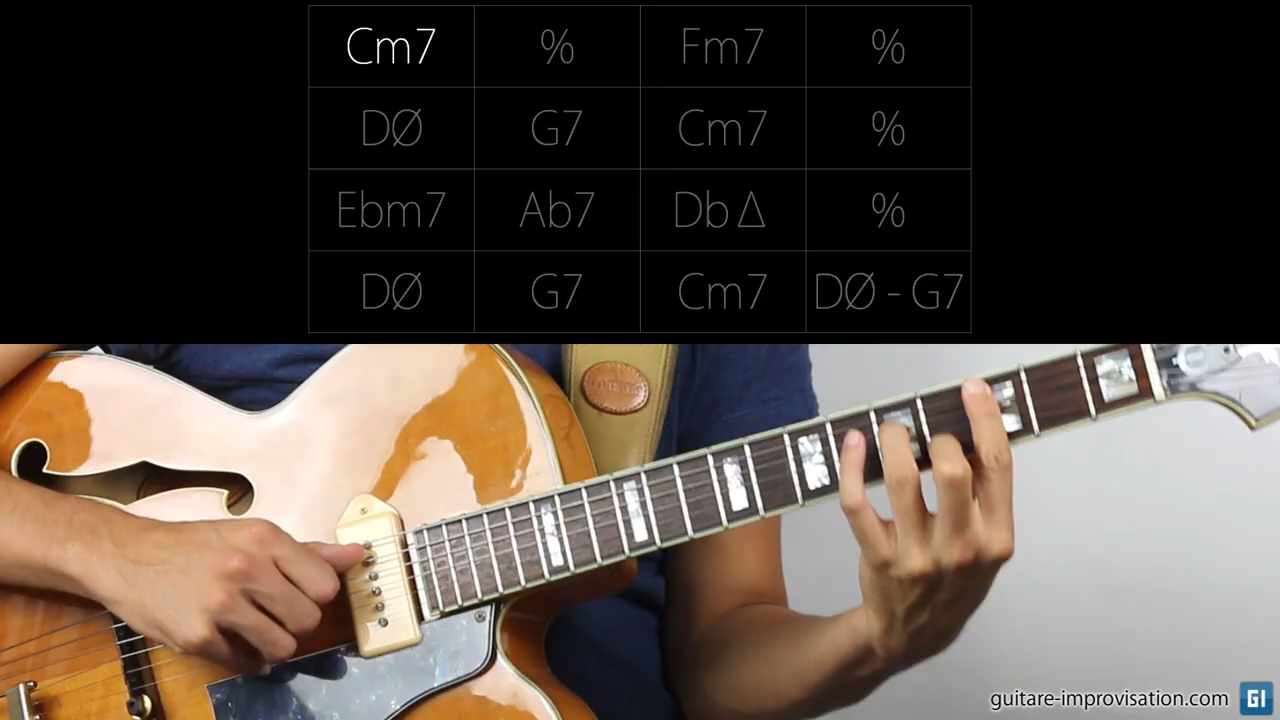 Cm7 % Fm7 %
DØ G7 Cm7 %
Ebm7 Ab7 Db Δ %
DØ G7 Cm7 DØ - G7
guitare-improvisation.com GI